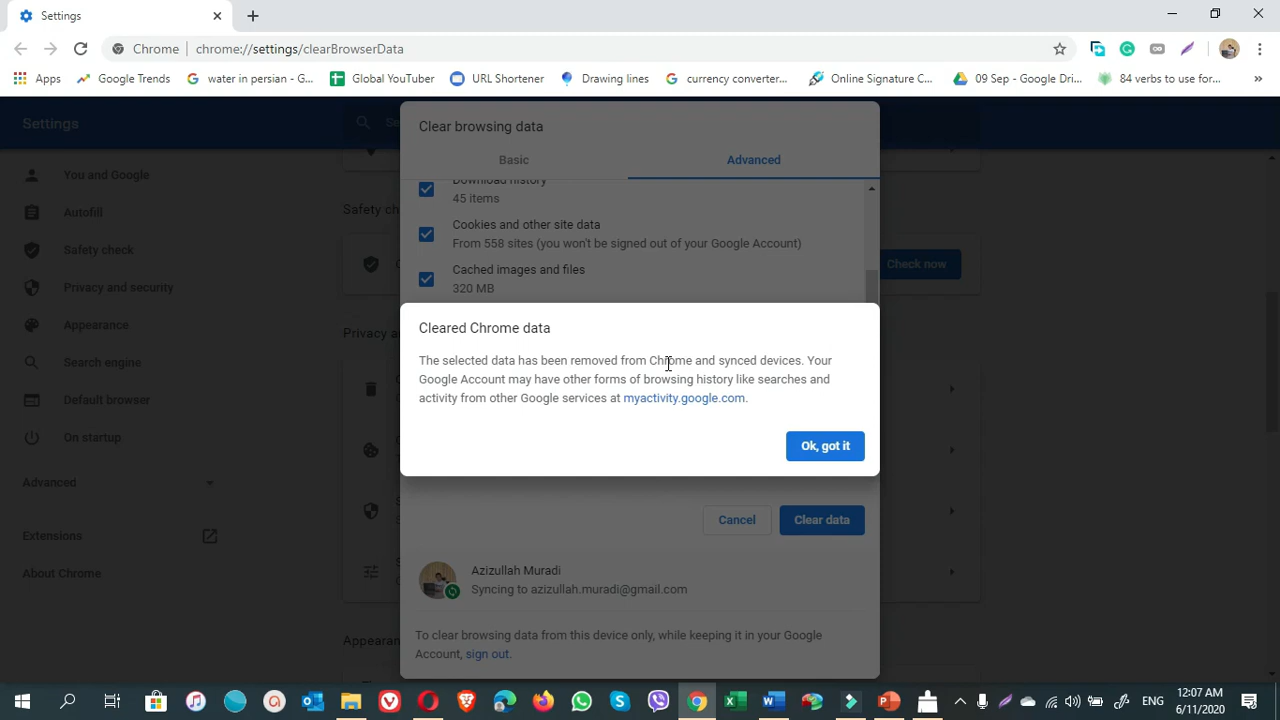 Settings
Chrome
chrome://settings/clearBrowserData
Apps
Google Trends
water in persian - G...
Global YouTuber
URL Shortener
Drawing lines
currency converter...
Online Signature C...
09 Sep - Google Dri...
84 verbs to use for...
»
Settings
You and Google
Autofill
Safety check
Privacy and security
Appearance
Search engine
Default browser
On startup
Advanced
Extensions
About Chrome
Safety ch
Check now
Privacy a
Appearan
Clear browsing data
Basic
Advanced
Download history
45 items
Cookies and other site data
From 558 sites (you won't be signed out of your Google Account)
Cached images and files
320 MB
Cleared Chrome data
The selected data has been removed from Chrome and synced devices. Your
Google Account may have other forms of browsing history like searches and
activity from other Google services at myactivity.google.com.
Ok, got it
Cancel
Clear data
Azizullah Muradi
Syncing to azizullah.muradi@gmail.com
To clear browsing data from this device only, while keeping it in your Google
Account, sign out.
ENG
12:07 AM
6/11/2020